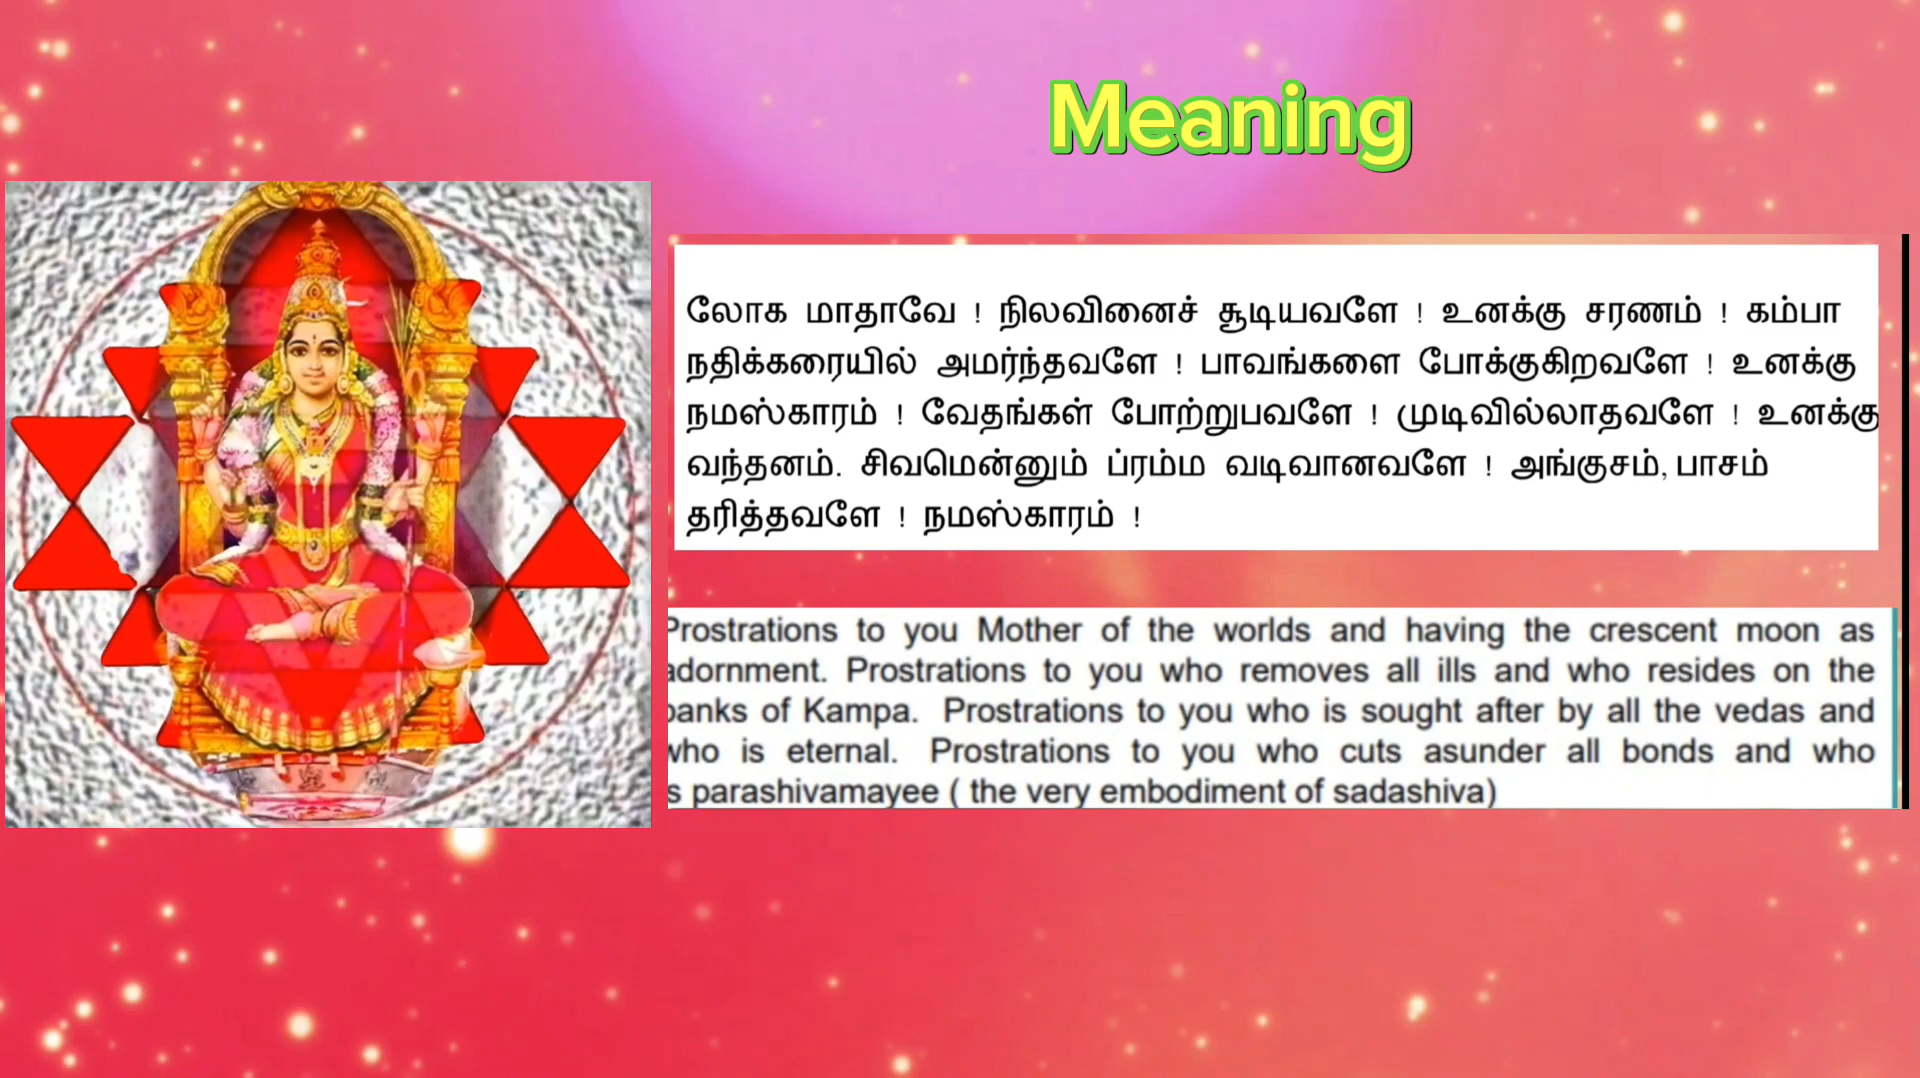 Meaning
லோக மாதாவே ! நிலவினைச் சூடியவளே ! உனக்கு சரணம் ! கம்பா
நதிக்கரையில் அமர்ந்தவளே ! பாவங்களை போக்குகிறவளே ! உனக்கு
நமஸ்காரம் ! வேதங்கள் போற்றுபவளே ! முடிவில்லாதவளே ! உனக்கு
வந்தனம். சிவமென்னும் ப்ரம்ம வடிவானவளே ! அங்குசம், பாசம்
தரித்தவளே ! நமஸ்காரம் !
Prostrations to you Mother of the worlds and having the crescent moon as
adornment. Prostrations to you who removes all ills and who resides on the
banks of Kampa. Prostrations to you who is sought after by all the vedas and
who is eternal. Prostrations to you who cuts asunder all bonds and who
s parashivamayee ( the very embodiment of sadashiva)